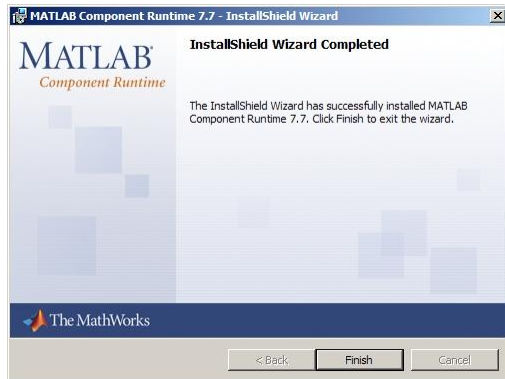 MATLAB Component Runtime 7.7 - InstallShield Wizard
MATLAB®
Component Runtime
InstallShield Wizard Completed
The InstallShield Wizard has successfully installed MATLAB
Component Runtime 7.7. Click Finish to exit the wizard.
The MathWorks
< Back
Finish
Cancel